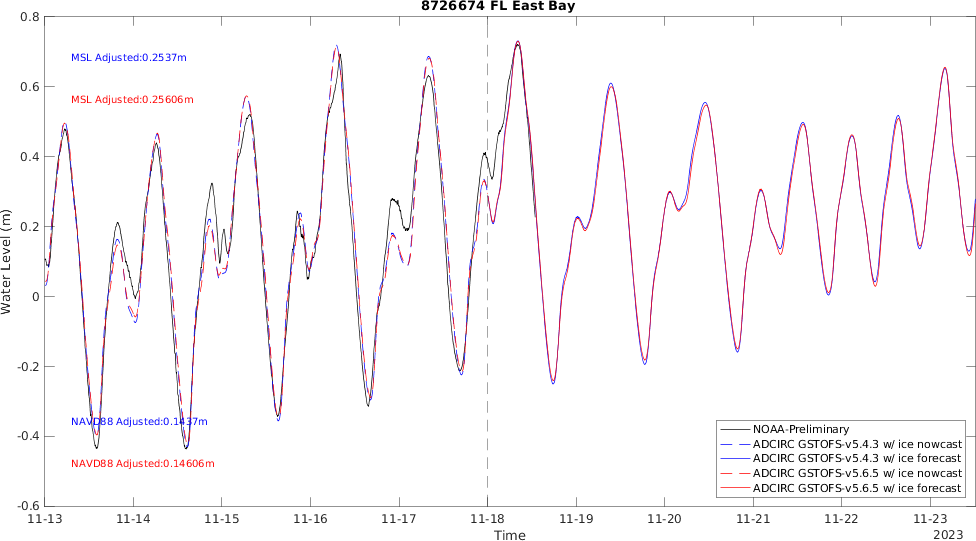 8726674 FL East Bay
0.8
0.6
0.4
0.2
0
-0.2
-0.4
-0.6
Water Level (m)
MSL Adjusted:0.2537m
MSL Adjusted:0.25606m
NAVD88 Adjusted:0.1437m
NAVD88 Adjusted:0.14606m
NOAA-Preliminary
ADCIRC GSTOFS-v5.4.3 w/ ice nowcast
ADCIRC GSTOFS-v5.4.3 w/ ice forecast
ADCIRC GSTOFS-v5.6.5 w/ ice nowcast
ADCIRC GSTOFS-v5.6.5 w/ ice forecast
11-13 11-14 11-15 11-16 11-17 11-18 11-19 11-20 11-21 11-22 11-23
Time
2023